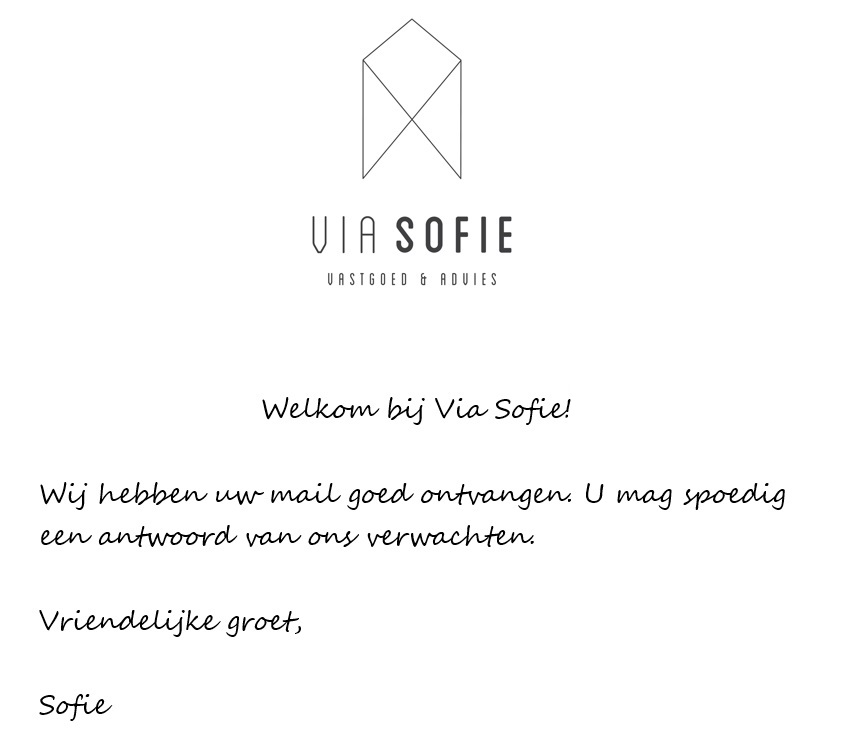 VIA SOFIE
VASTGOED & ADVIES
Welkom bij Via Sofie!
Wij hebben uw mail goed ontvangen. U mag spoedig
een antwoord van ons verwachten.
Vriendelijke groet,
Sofie